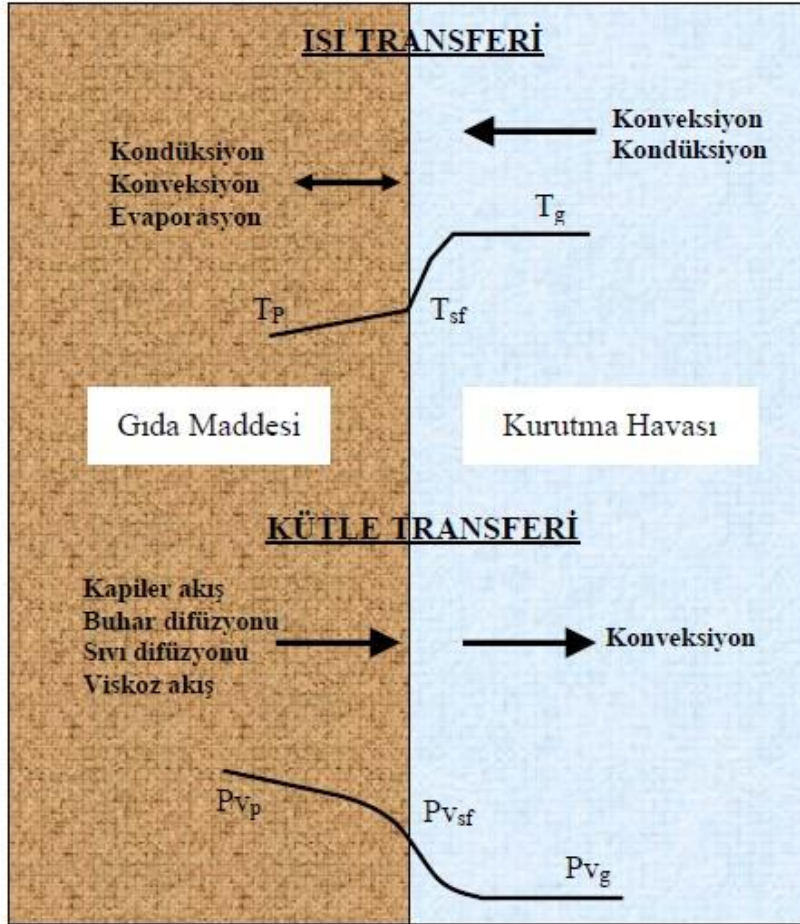 ISI TRANSFERİ
Kondüksiyon
Konveksiyon
Evaporasyon
Konveksiyon
Kondüksiyon
Tg
TP
Tsf
Gıda Maddesi
Kurutma Havası
KÜTLE TRANSFERİ
Kapiler akış
Buhar difüzyonu
Sıvı difüzyonu
Viskoz akış
Konveksiyon
Pvp
Pvsf
Pvg